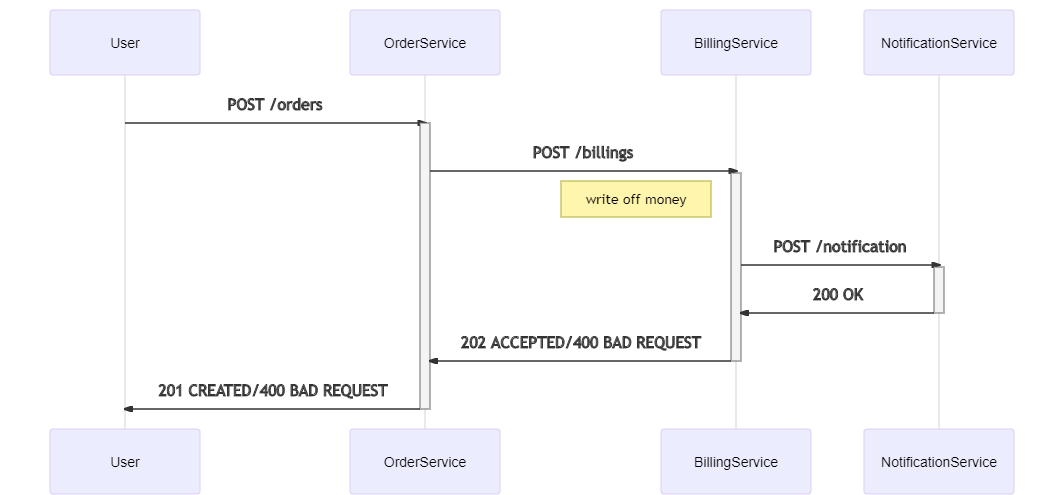 User
OrderService
BillingService
NotificationService
POST /orders
POST /billings
write off money
POST /notification
200 OK
202 ACCEPTED/400 BAD REQUEST
201 CREATED/400 BAD REQUEST
User
OrderService
BillingService
NotificationService